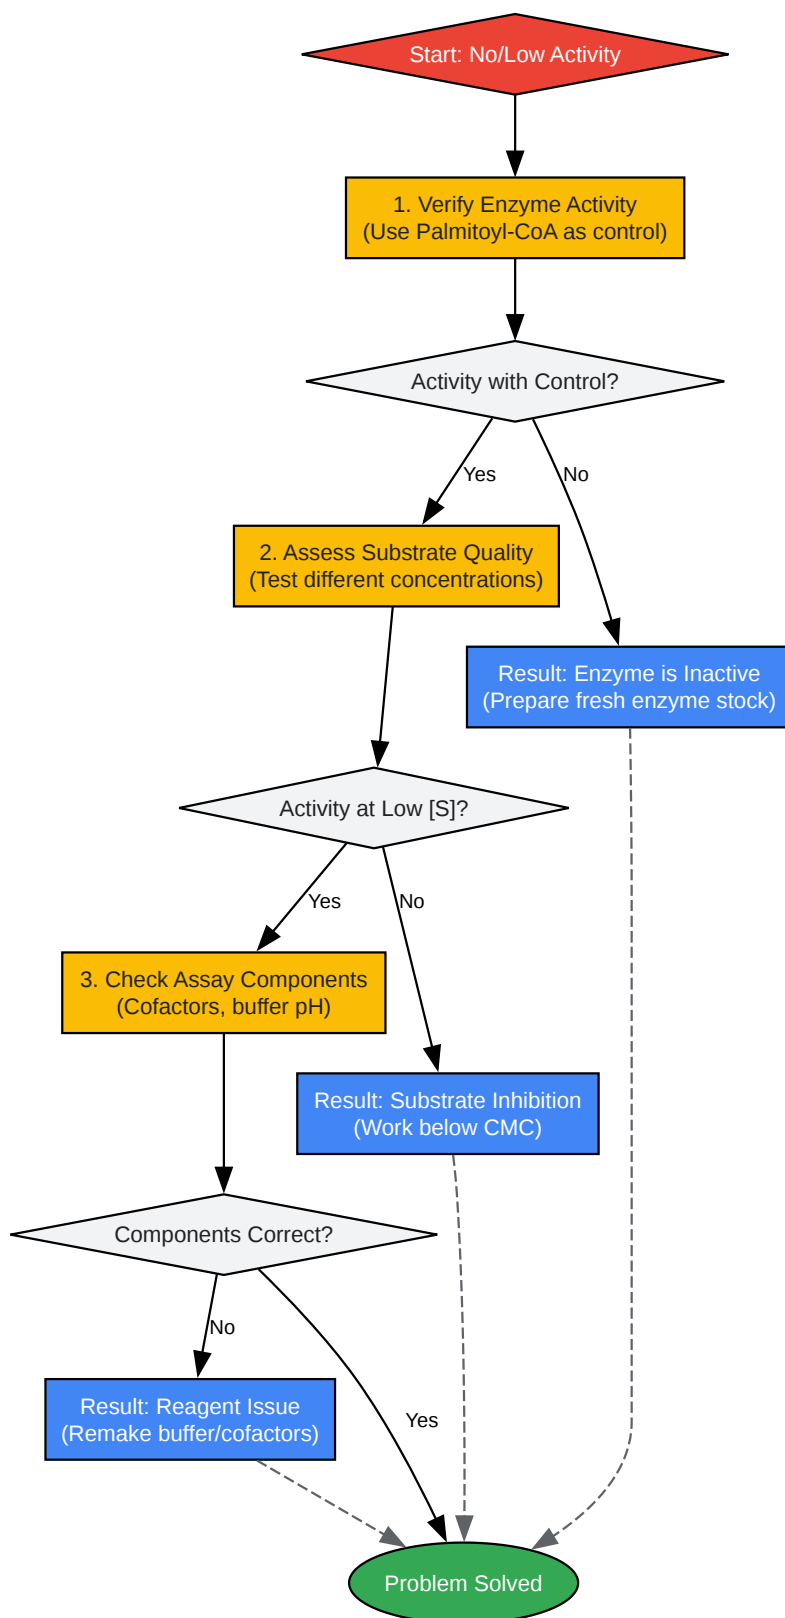 Start: No/Low Activity
1. Verify Enzyme Activity
(Use Palmitoyl-CoA as control)
Activity with Control?
Yes
No
2. Assess Substrate Quality
(Test different concentrations)
Result: Enzyme is Inactive
(Prepare fresh enzyme stock)
Activity at Low [S]?
Yes
No
3. Check Assay Components
(Cofactors, buffer pH)
Result: Substrate Inhibition
(Work below CMC)
Components Correct?
No
Yes
Result: Reagent Issue
(Remake buffer/cofactors)
Problem Solved